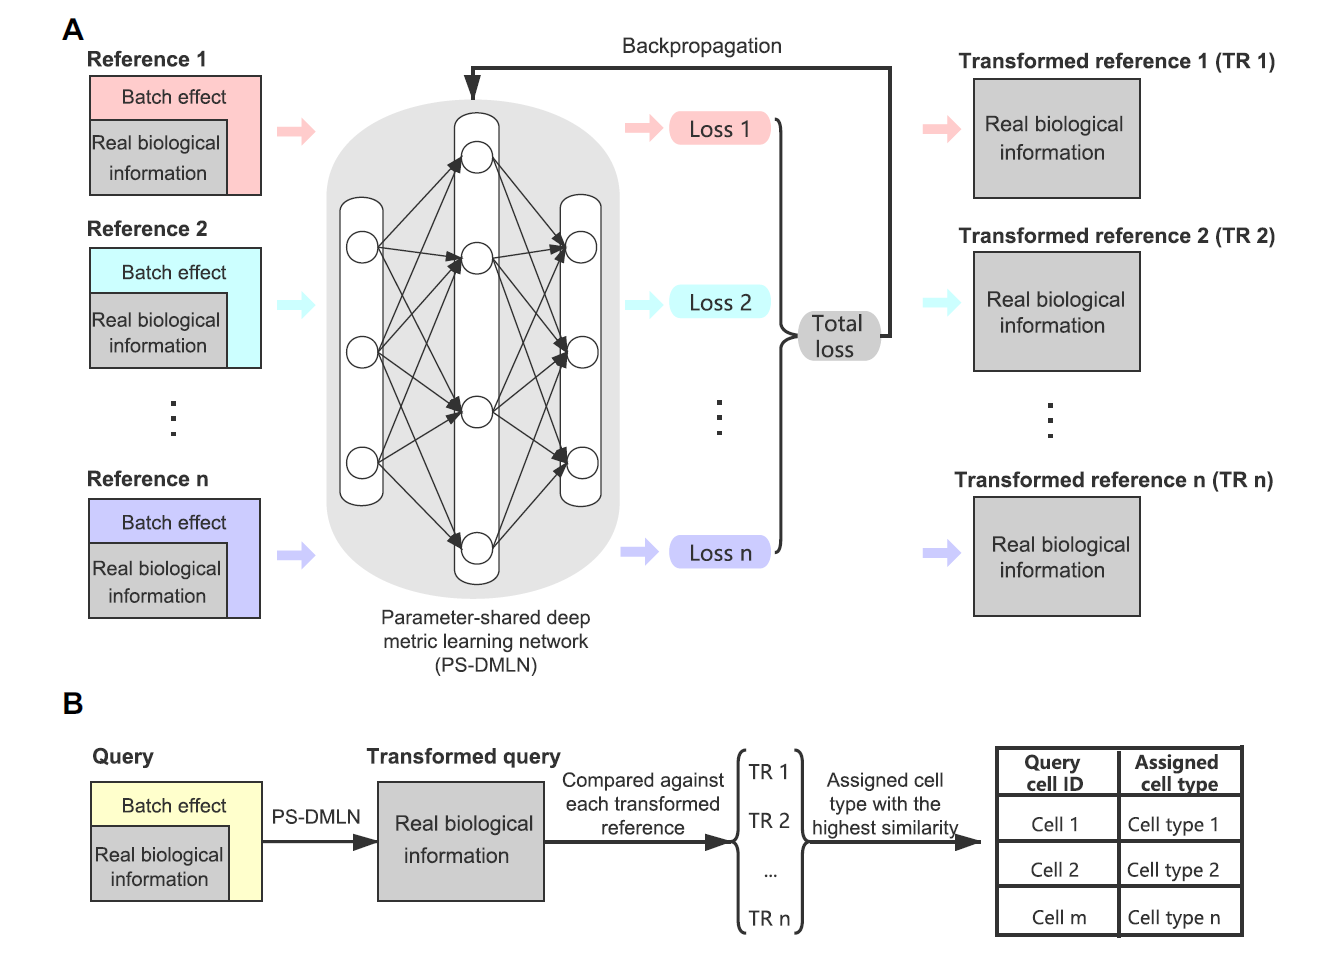 A
Backpropagation
Reference 1
Batch effect
Real biological
information
Loss 1
Transformed reference 1 (TR 1)
Real biological
information
Reference 2
Batch effect
Real biological
information
Loss 2
Total
loss
Transformed reference 2 (TR 2)
Real biological
information
Reference n
Batch effect
Real biological
information
Loss n
Transformed reference n (TR n)
Real biological
information
Parameter-shared deep
metric learning network
(PS-DMLN)
B
Query
Batch effect
Real biological
information
PS-DMLN
Transformed query
Real biological
information
Compared against
each transformed
reference
TR 1
TR 2
...
TR n
Assigned cell
type with the
highest similarity
Query
cell ID
Assigned
cell type
Cell 1
Cell type 1
Cell 2
Cell type 2
Cell m
Cell type n